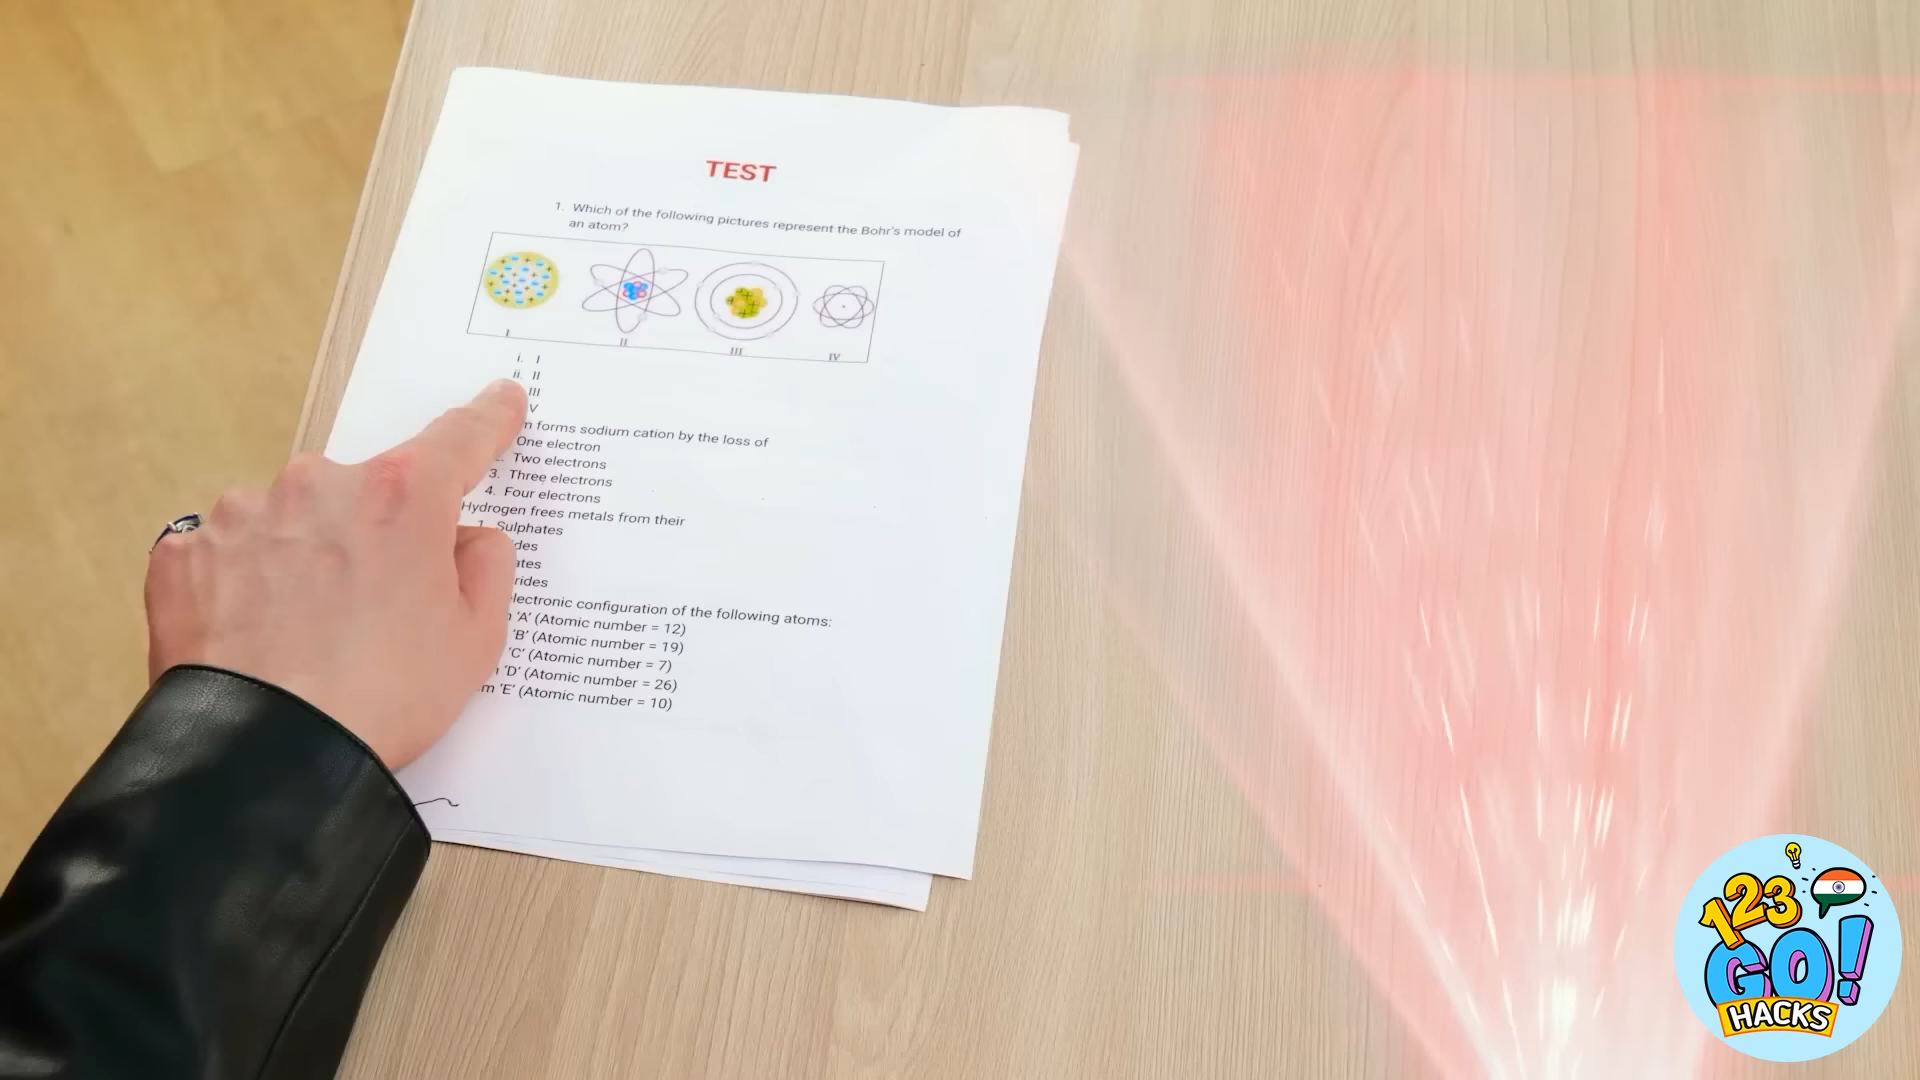 TEST
1. Which of the following pictures represent the Bohr's model of
an atom?
I
II
III
IV
i. I
ii. II
III
V
n forms sodium cation by the loss of
One electron
Two electrons
3. Three electrons
4. Four electrons
Hydrogen frees metals from their
1. Sulphates
ides
ates
rides
lectronic configuration of the following atoms:
'A' (Atomic number = 12)
'B' (Atomic number = 19)
'C' (Atomic number = 7)
'D' (Atomic number = 26)
m 'E' (Atomic number = 10)
123
GO!
HACKS